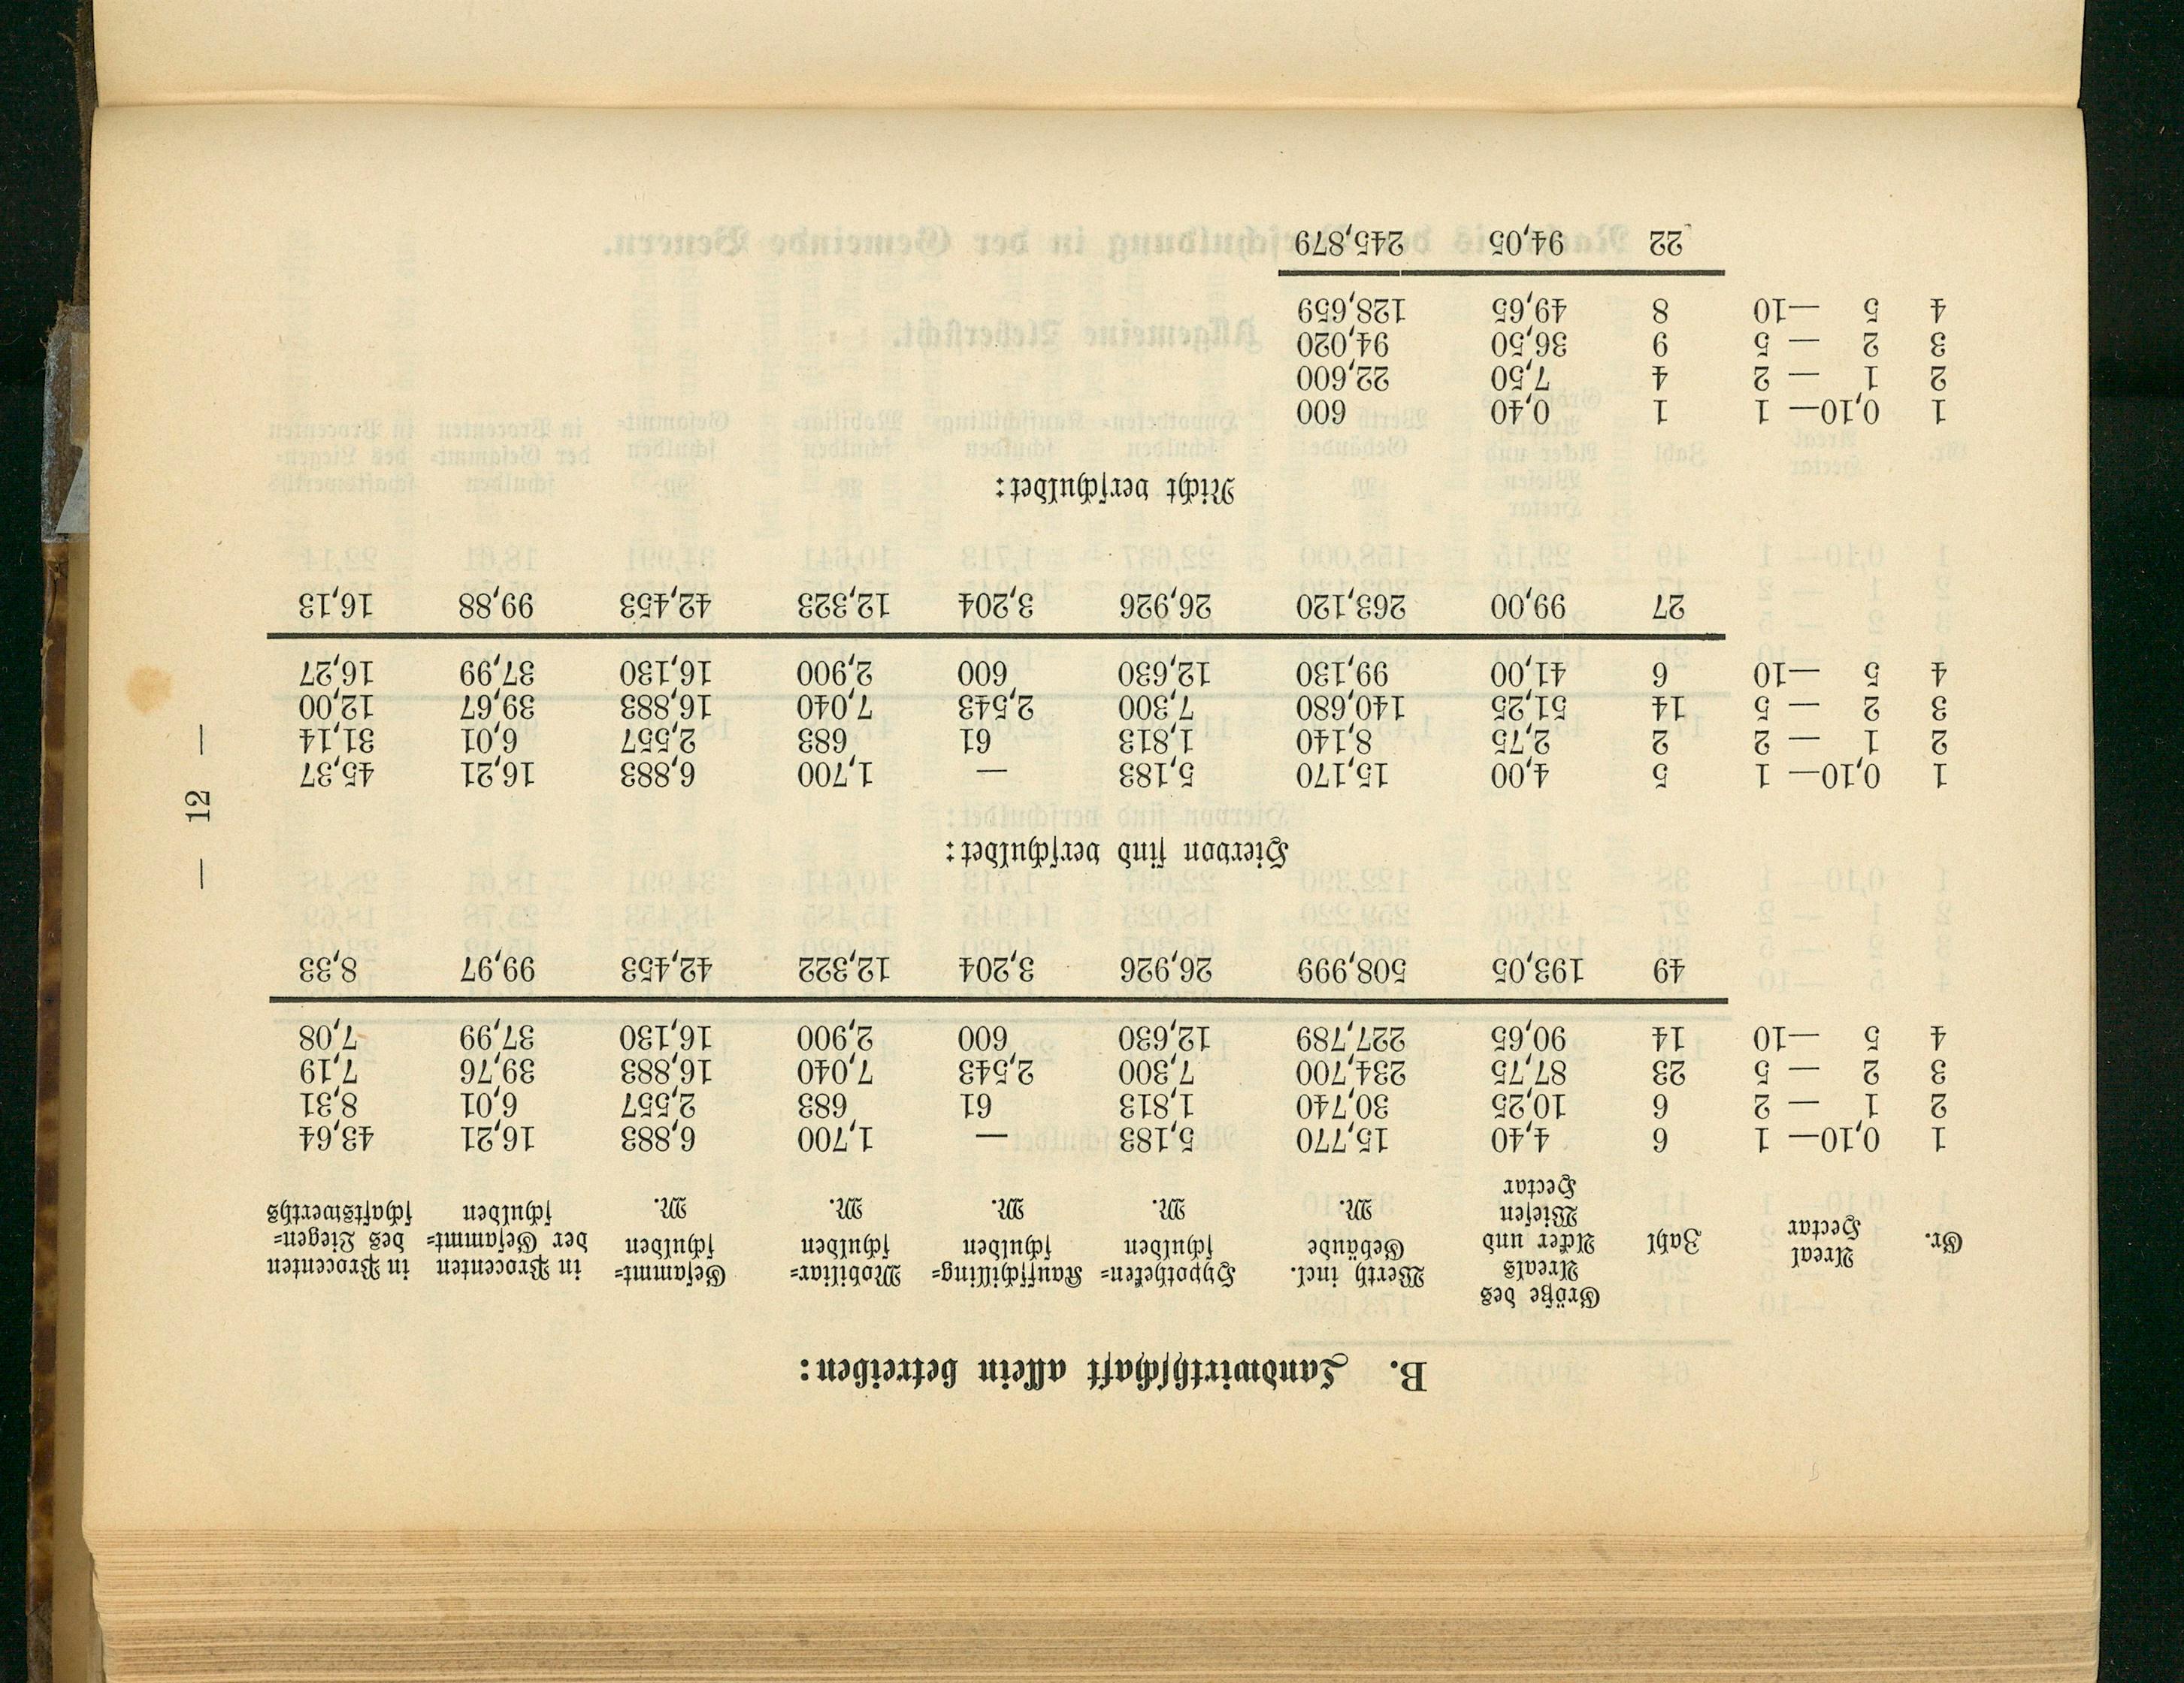 — 12 —
B. Landwirthschaft allein betreiben:
Größe des
Gr. Areal Zahl Areals Werth incl. Hypotheken= Kaufschilling= Mobiliar= Gesammt= in Procenten in Procenten
Hectar Acker und Gebäude schulden schulden schulden schulden der Gesammt= des Liegen=
Wiesen M. M. M. M. M. schulden schaftswerths
Hectar
1 0,10— 1 6 4,40 15,770 5,183 — 1,700 6,883 16,21 43,64
2 1 — 2 6 10,25 30,740 1,813 61 683 2,557 6,01 8,31
3 2 — 5 23 87,75 234,700 7,300 2,543 7,040 16,883 39,76 7,19
4 5 —10 14 90,65 227,789 12,630 600 2,900 16,130 37,99 7,08
49 193,05 508,999 26,926 3,204 12,322 42,453 99,97 8,33
Hiervon sind verschuldet:
1 0,10— 1 5 4,00 15,170 5,183 — 1,700 6,883 16,21 45,37
2 1 — 2 2 2,75 8,140 1,813 61 683 2,557 6,01 31,14
3 2 — 5 14 51,25 140,680 7,300 2,543 7,040 16,883 39,67 12,00
4 5 —10 6 41,00 99,130 12,630 600 2,900 16,130 37,99 16,27
27 99,00 263,120 26,926 3,204 12,323 42,453 99,88 16,13
Nicht verschuldet:
1 0,10— 1 1 0,40 600
2 1 — 2 4 7,50 22,600
3 2 — 5 9 36,50 94,020
4 5 —10 8 49,65 128,659
22 94,05 245,879